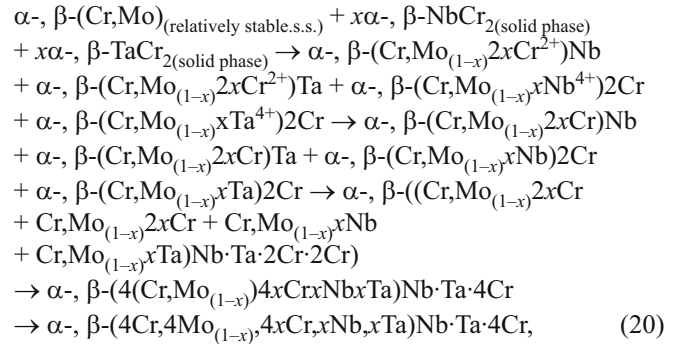 α-, β-(Cr,Mo)(relatively stable.s.s.) + xα-, β-NbCr2(solid phase)
+ xα-, β-TaCr2(solid phase) → α-, β-(Cr,Mo(1–x)2xCr2+)Nb
+ α-, β-(Cr,Mo(1–x)2xCr2+)Ta + α-, β-(Cr,Mo(1–x)xNb4+)2Cr
+ α-, β-(Cr,Mo(1–x)xTa4+)2Cr → α-, β-(Cr,Mo(1–x)2xCr)Nb
+ α-, β-(Cr,Mo(1–x)2xCr)Ta + α-, β-(Cr,Mo(1–x)xNb)2Cr
+ α-, β-(Cr,Mo(1–x)xTa)2Cr → α-, β-((Cr,Mo(1–x)2xCr
+ Cr,Mo(1–x)2xCr + Cr,Mo(1–x)xNb
+ Cr,Mo(1–x)xTa)Nb·Ta·2Cr·2Cr)
→ α-, β-(4(Cr,Mo(1–x))4xCrxNbxTa)Nb·Ta·4Cr
→ α-, β-(4Cr,4Mo(1–x),4xCr,xNb,xTa)Nb·Ta·4Cr, (20)